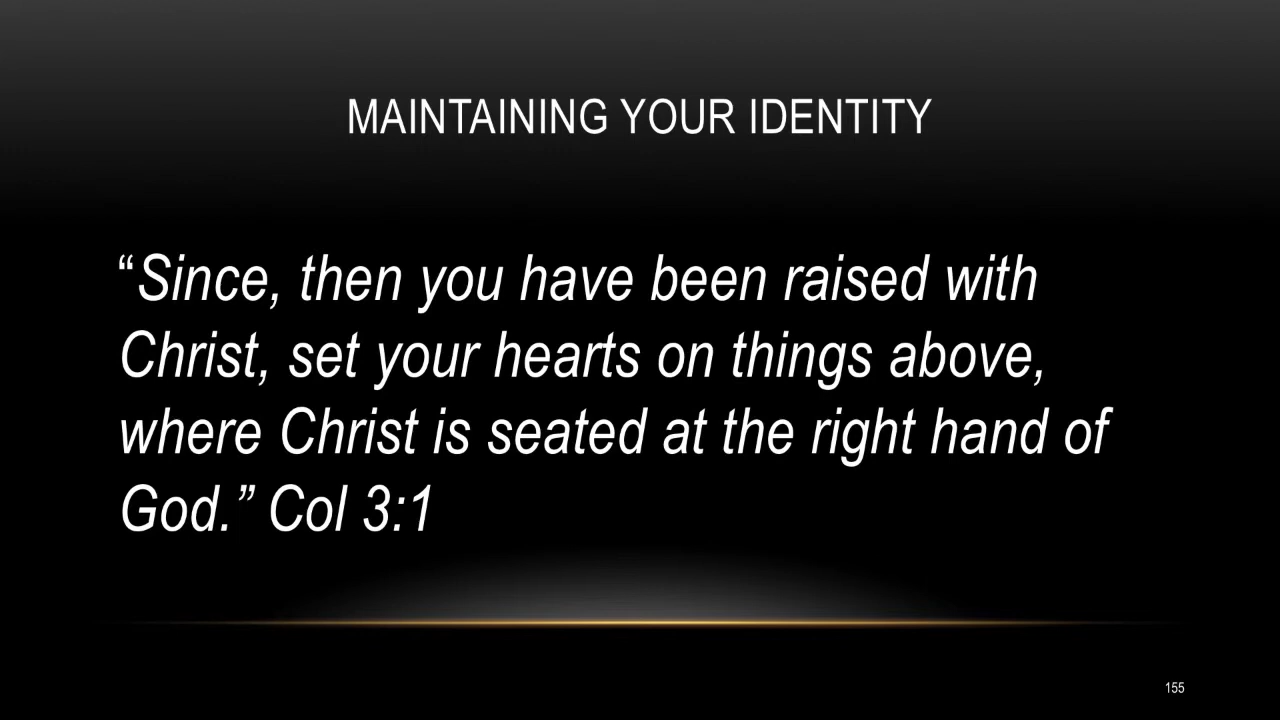 MAINTAINING YOUR IDENTITY
“Since, then you have been raised with
Christ, set your hearts on things above,
where Christ is seated at the right hand of
God.” Col 3:1
155